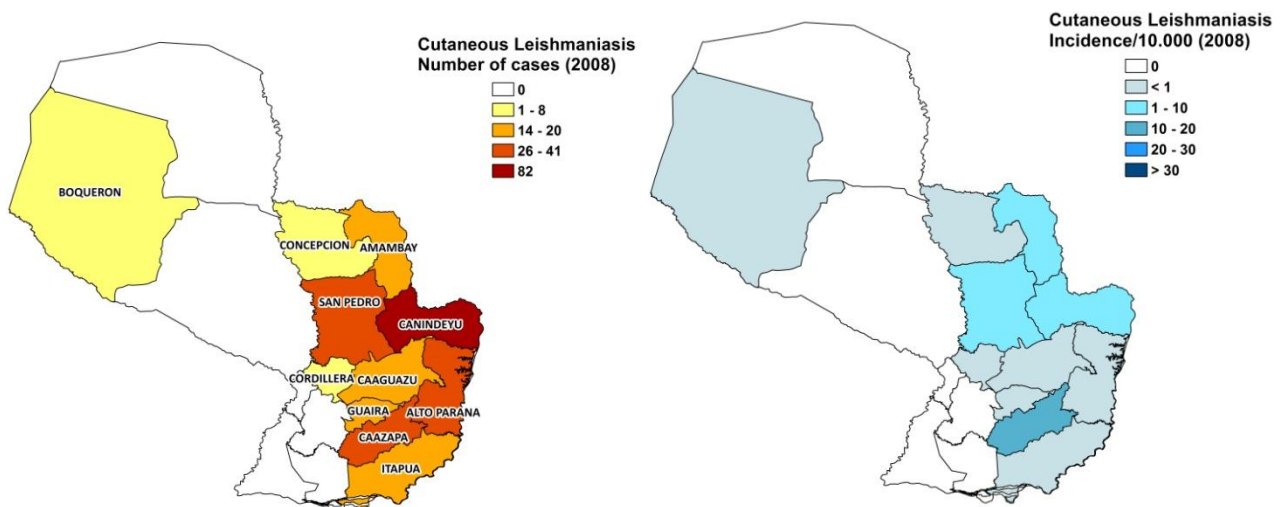 Cutaneous Leishmaniasis
Number of cases (2008)
0
1 - 8
14 - 20
26 - 41
82
BOQUERON
CONCEPCION
AMAMBAY
SAN PEDRO
CANINDEYU
CORDILLERA
CAAGUAZU
GUAIRA
ALTO PARANA
CAAZAPA
ITAPUA
Cutaneous Leishmaniasis
Incidence/10.000 (2008)
0
< 1
1 - 10
10 - 20
20 - 30
> 30